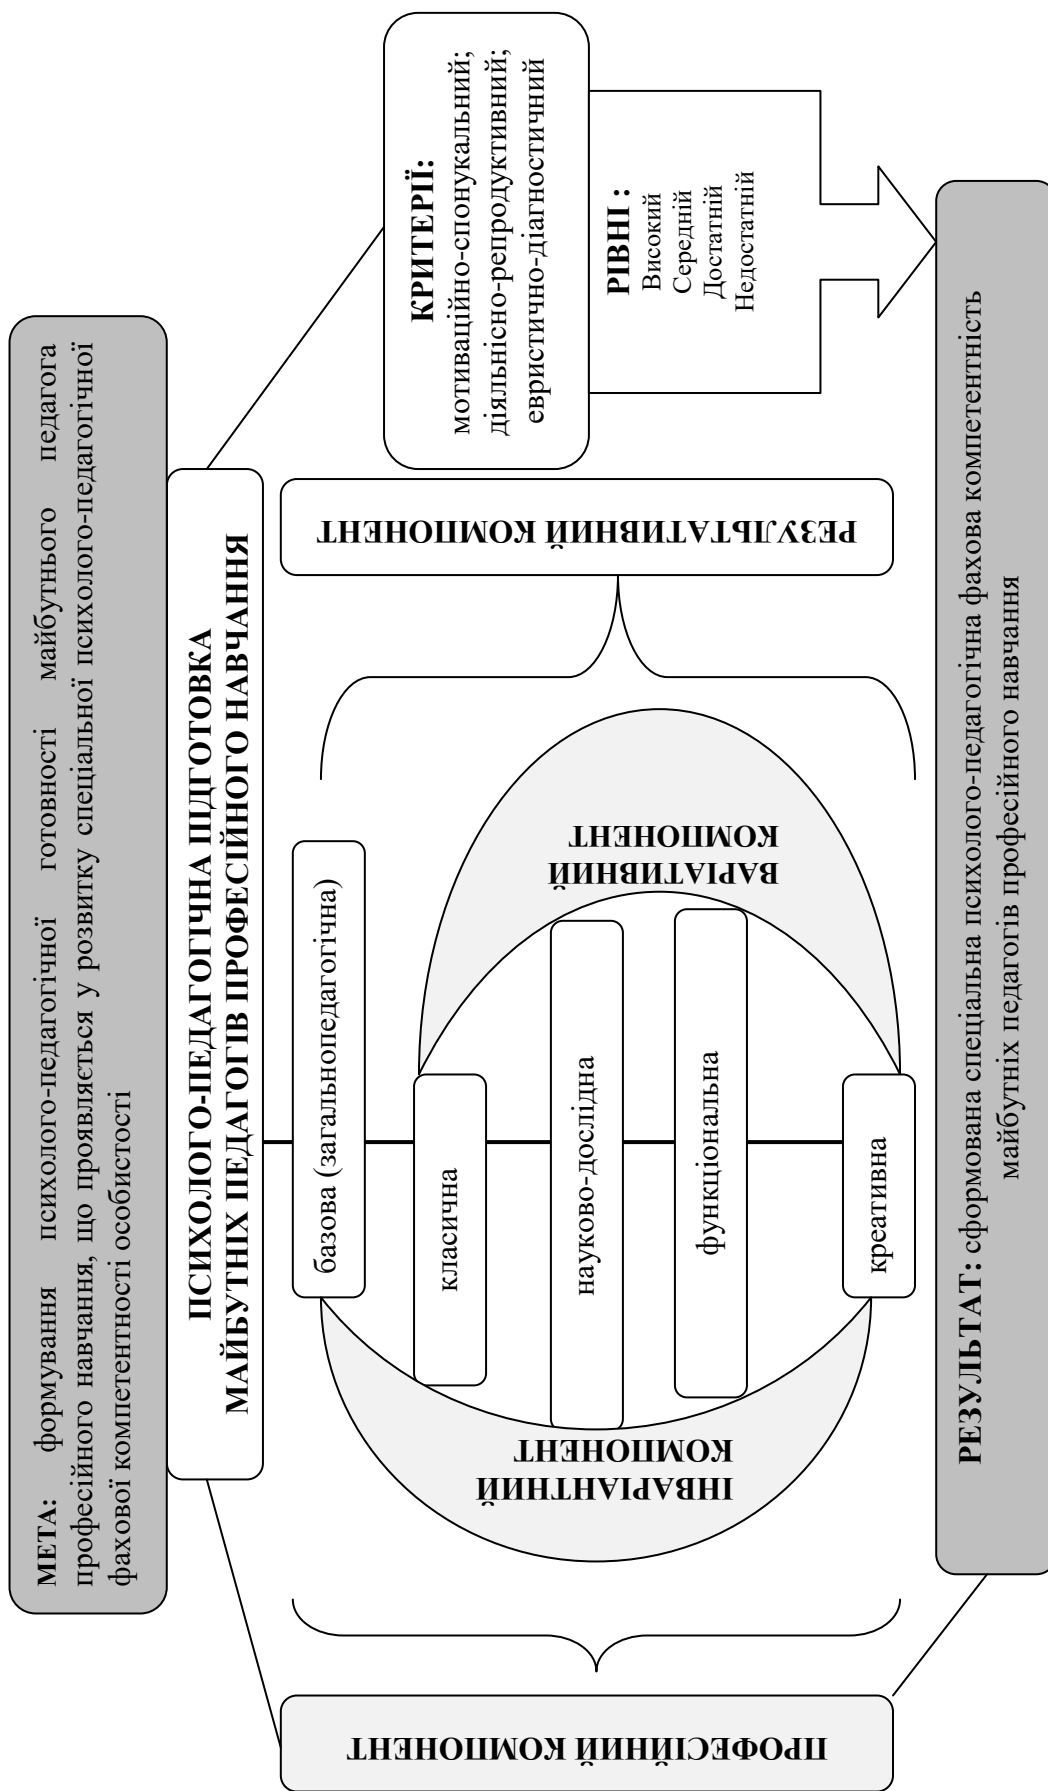 МЕТА: формування психолого-педагогічної готовності майбутнього педагога
професійного навчання, що проявляється у розвитку спеціальної психолого-педагогічної
фахової компетентності особистості
ПСИХОЛОГО-ПЕДАГОГІЧНА ПІДГОТОВКА
МАЙБУТНІХ ПЕДАГОГІВ ПРОФЕСІЙНОГО НАВЧАННЯ
ПРОФЕСІЙНИЙ КОМПОНЕНТ
ІНВАРІАНТНИЙ
КОМПОНЕНТ
базова (загальнопедагогічна)
класична
науково-дослідна
функціональна
креативна
ВАРІАТИВНИЙ
КОМПОНЕНТ
РЕЗУЛЬТАТИВНИЙ КОМПОНЕНТ
КРИТЕРІЇ:
мотиваційно-спонукальний;
діяльнісно-репродуктивний;
евристично-діагностичний
РІВНІ :
Високий
Середній
Достатній
Недостатній
РЕЗУЛЬТАТ: сформована спеціальна психолого-педагогічна фахова компетентність
майбутніх педагогів професійного навчання